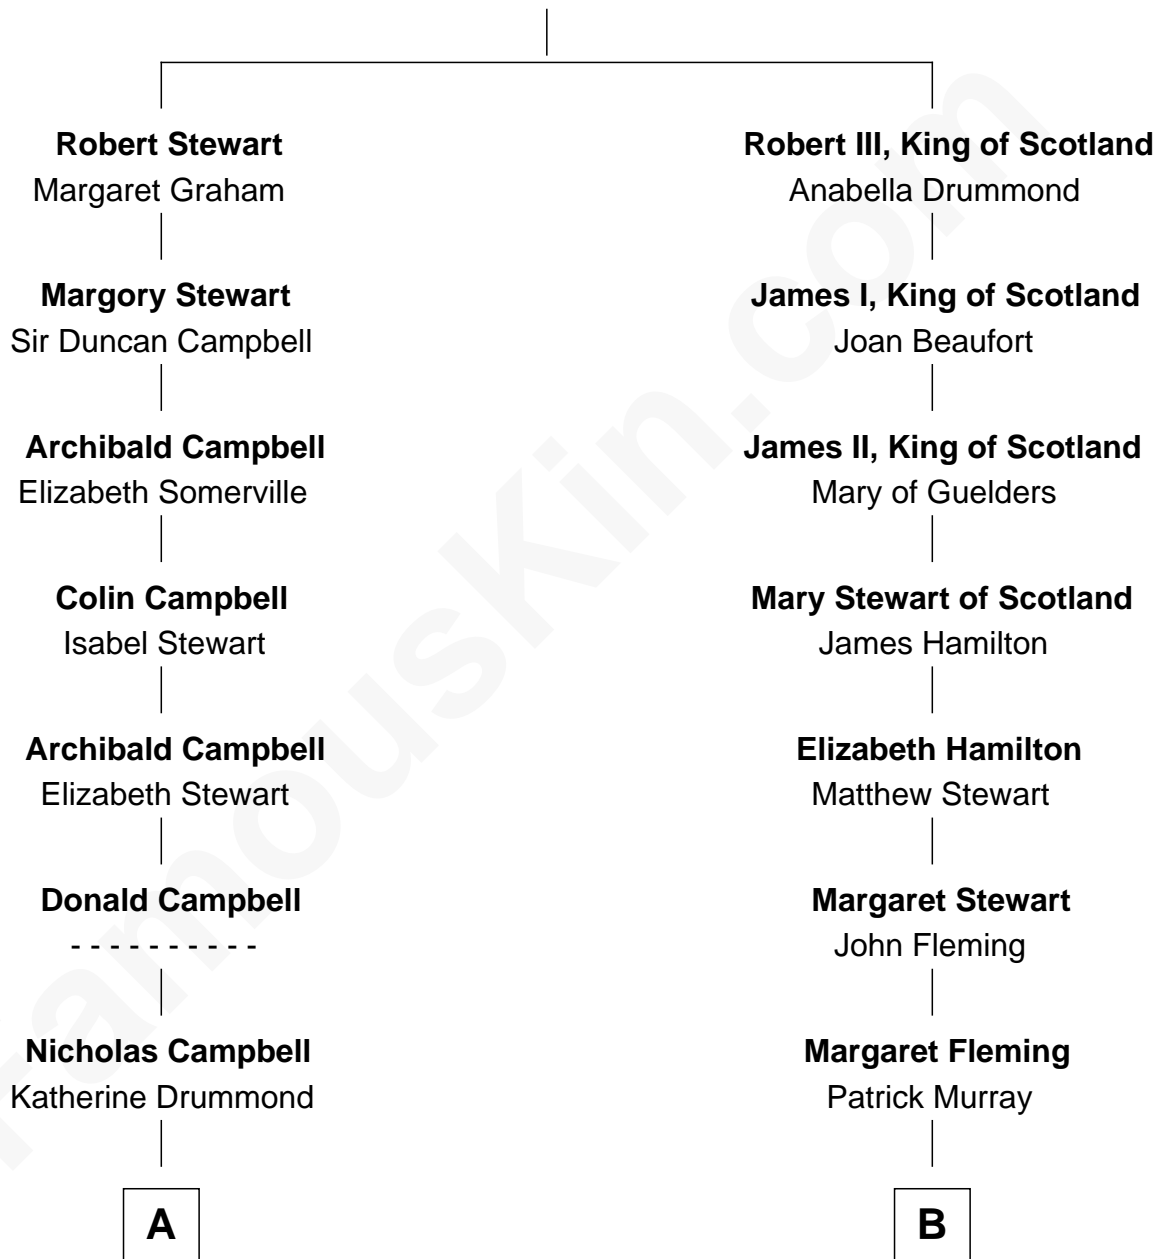 Robert Stewart
Margaret Graham
Margory Stewart
Sir Duncan Campbell
Archibald Campbell
Elizabeth Somerville
Colin Campbell
Isabel Stewart
Archibald Campbell
Elizabeth Stewart
Donald Campbell
- - - - - - - - - -
Nicholas Campbell
Katherine Drummond
A
Robert III, King of Scotland
Anabella Drummond
James I, King of Scotland
Joan Beaufort
James II, King of Scotland
Mary of Guelders
Mary Stewart of Scotland
James Hamilton
Elizabeth Hamilton
Matthew Stewart
Margaret Stewart
John Fleming
Margaret Fleming
Patrick Murray
B
FamousKin.com